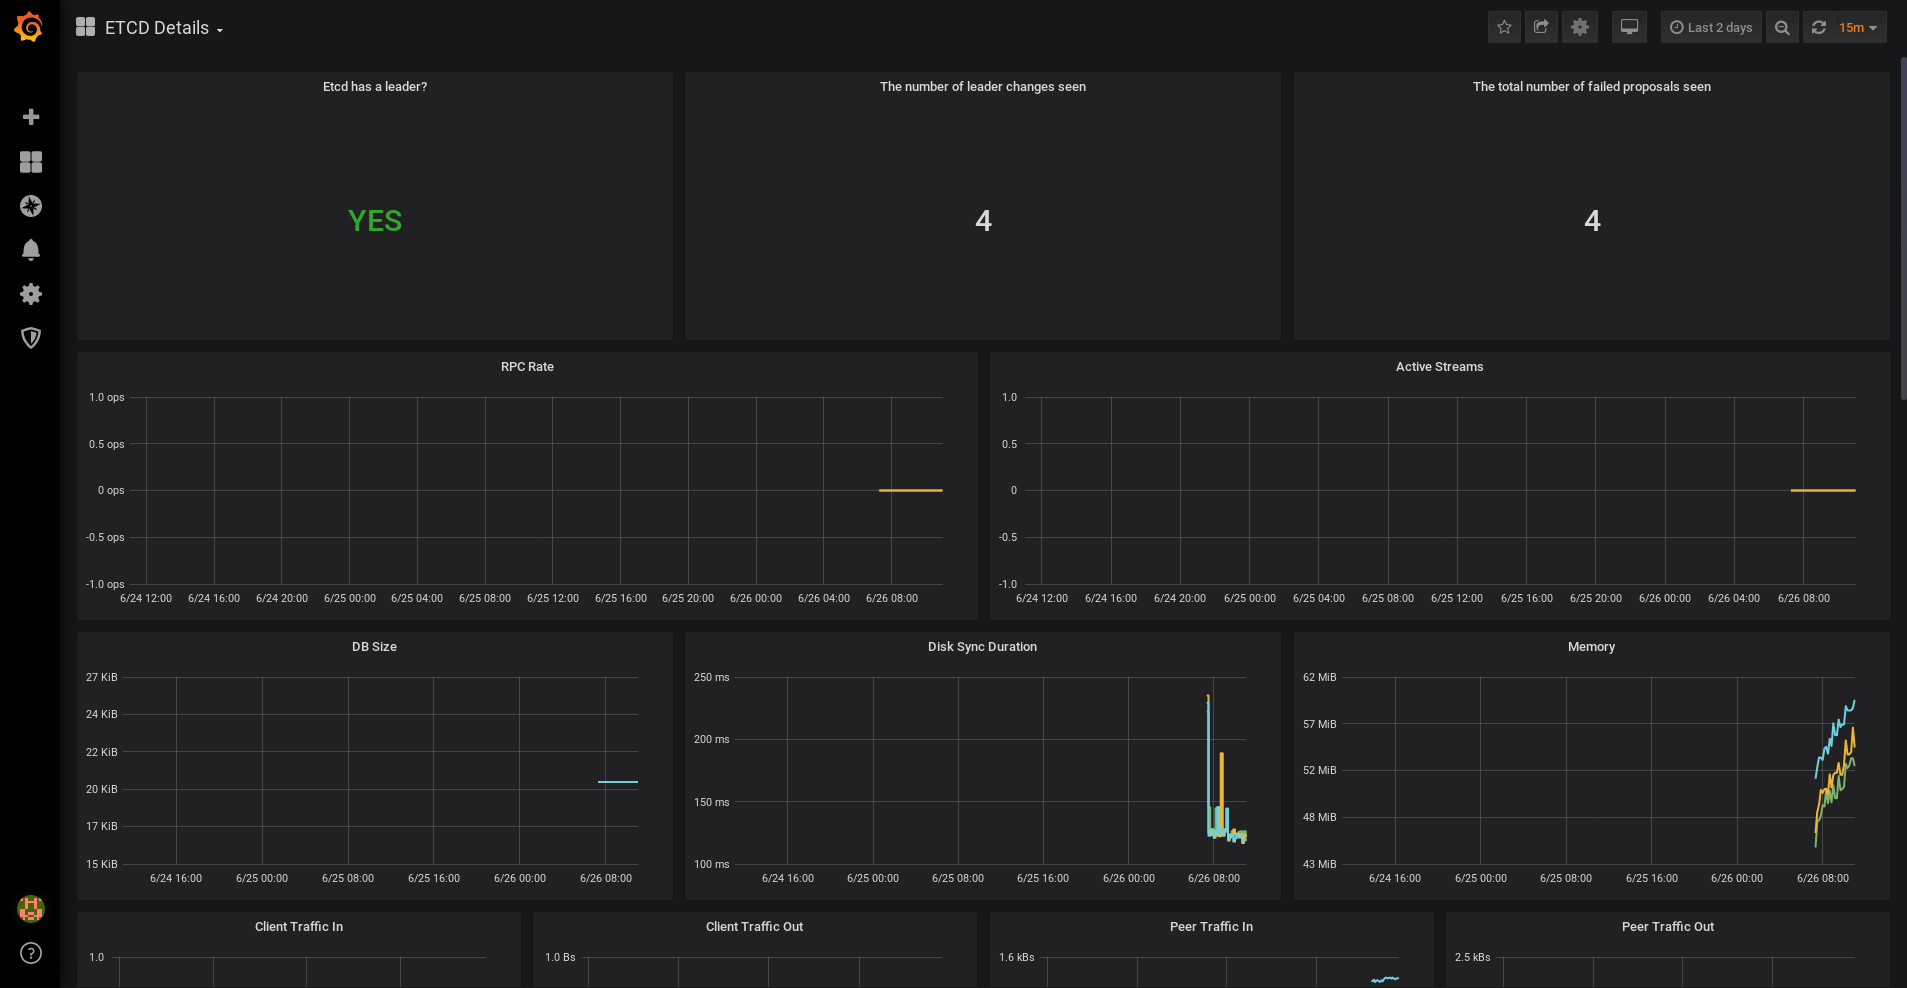 ETCD Details
Last 2 days
15m
Etcd has a leader?
YES
The number of leader changes seen
4
The total number of failed proposals seen
4
RPC Rate
1.0 ops
0.5 ops
0 ops
-0.5 ops
-1.0 ops
6/24 12:00 6/24 16:00 6/24 20:00 6/25 00:00 6/25 04:00 6/25 08:00 6/25 12:00 6/25 16:00 6/25 20:00 6/26 00:00 6/26 04:00 6/26 08:00
Active Streams
1.0
0.5
0
-0.5
-1.0
6/24 12:00 6/24 16:00 6/24 20:00 6/25 00:00 6/25 04:00 6/25 08:00 6/25 12:00 6/25 16:00 6/25 20:00 6/26 00:00 6/26 04:00 6/26 08:00
DB Size
27 KiB
24 KiB
22 KiB
20 KiB
17 KiB
15 KiB
6/24 16:00 6/25 00:00 6/25 08:00 6/25 16:00 6/26 00:00 6/26 08:00
Disk Sync Duration
250 ms
200 ms
150 ms
100 ms
6/24 16:00 6/25 00:00 6/25 08:00 6/25 16:00 6/26 00:00 6/26 08:00
Memory
62 MiB
57 MiB
52 MiB
48 MiB
43 MiB
6/24 16:00 6/25 00:00 6/25 08:00 6/25 16:00 6/26 00:00 6/26 08:00
Client Traffic In
1.0
Client Traffic Out
1.0 Bs
Peer Traffic In
1.6 kBs
Peer Traffic Out
2.5 kBs